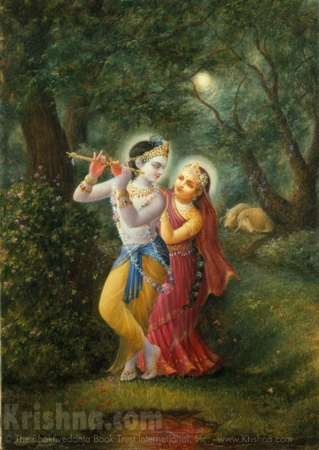 Krishna.com
© The Bhaktivedanta Book Trust International, Inc. - www.Krishna.com